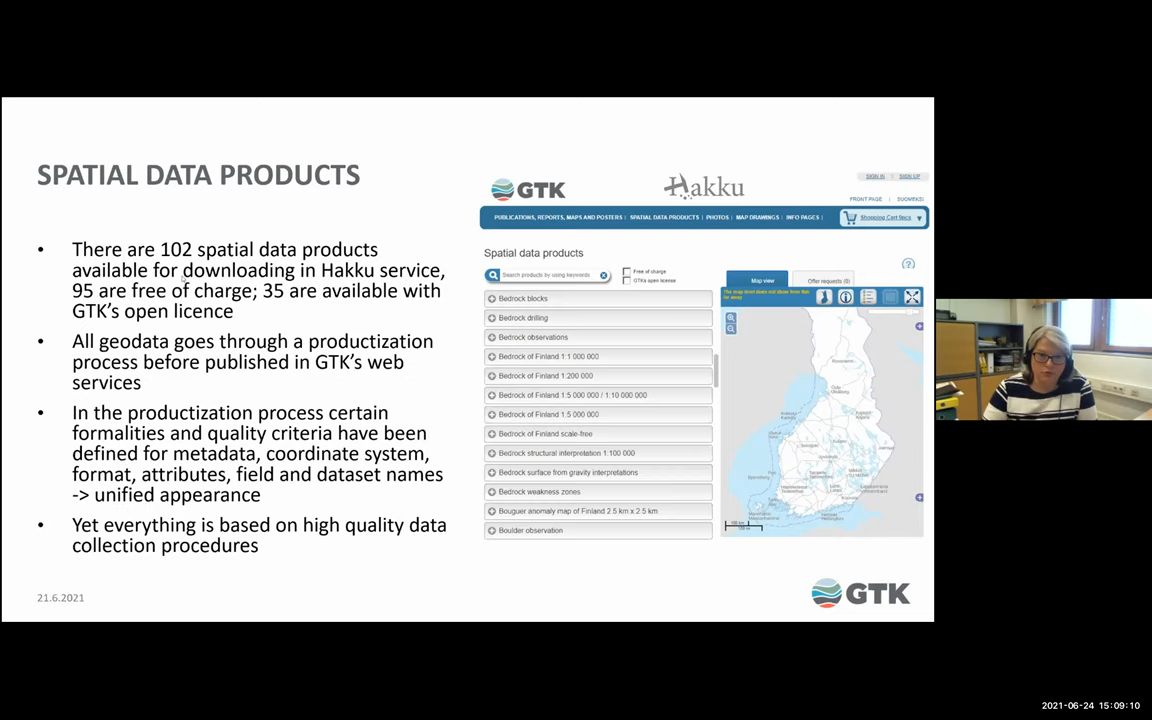 SPATIAL DATA PRODUCTS
• There are 102 spatial data products
available for downloading in Hakku service,
95 are free of charge; 35 are available with
GTK's open licence
• All geodata goes through a productization
process before published in GTK's web
services
• In the productization process certain
formalities and quality criteria have been
defined for metadata, coordinate system,
format, attributes, field and dataset names
-> unified appearance
• Yet everything is based on high quality data
collection procedures
21.6.2021
GTK
Hakku
SIGN IN | SIGN UP
FRONT PAGE | SUOMEKSI
PUBLICATIONS, REPORTS, MAPS AND POSTERS | SPATIAL DATA PRODUCTS | PHOTOS | MAP DRAWINGS | INFO PAGES |
Shopping Cart
Spatial data products
Search products by using keywords
Free of charge
GTKs open license
Map view
Offer requests (0)
Bedrock blocks
Bedrock drilling
Bedrock observations
Bedrock of Finland 1:1 000 000
Bedrock of Finland 1:200 000
Bedrock of Finland 1:5 000 000 / 1:10 000 000
Bedrock of Finland 1:5 000 000
Bedrock of Finland scale-free
Bedrock structural interpretation 1:100 000
Bedrock surface from gravity interpretations
Bedrock weakness zones
Bouguer anomaly map of Finland 2.5 km x 2.5 km
Boulder observation
GTK
2021-06-24 15:09:10